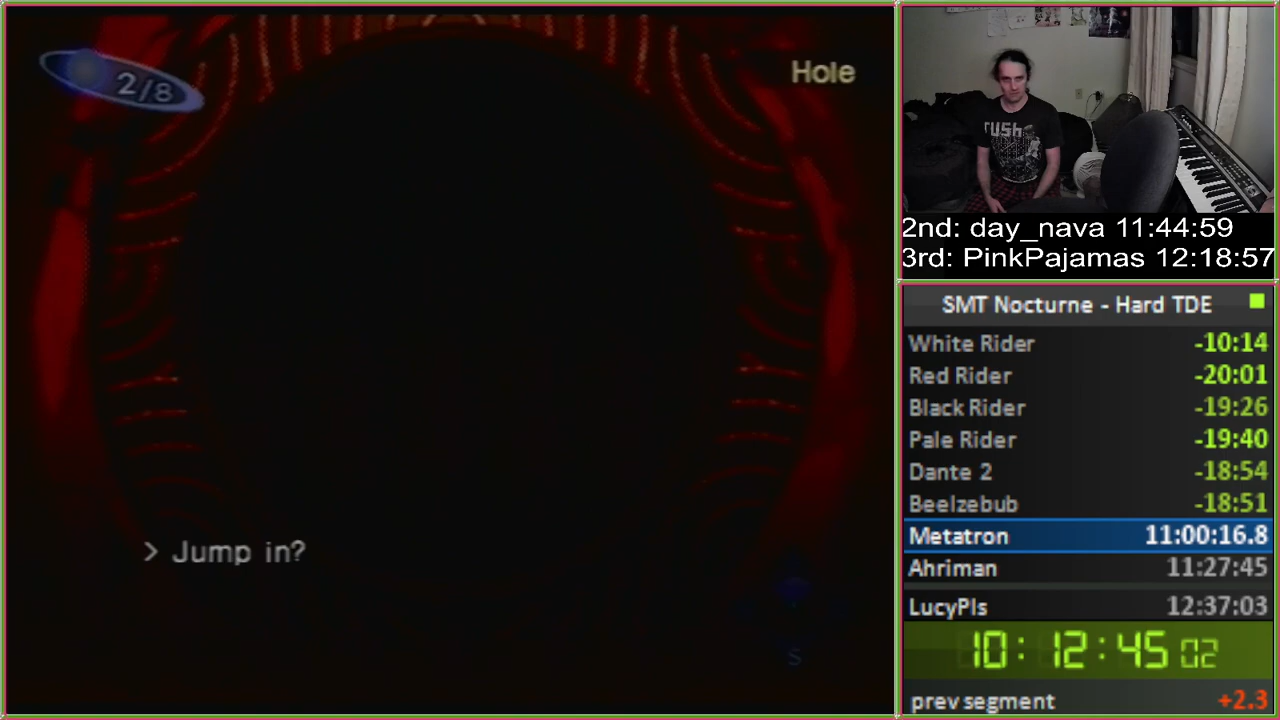 2/8
Hole
> Jump in?
S
RUSH
2nd: day_nava 11:44:59
3rd: PinkPajamas 12:18:57
SMT Nocturne - Hard TDE
White Rider -10:14
Red Rider -20:01
Black Rider -19:26
Pale Rider -19:40
Dante 2 -18:54
Beelzebub -18:51
Metatron 11:00:16.8
Ahriman 11:27:45
LucyPls 12:37:03
10:12:45 02
prev segment +2.3